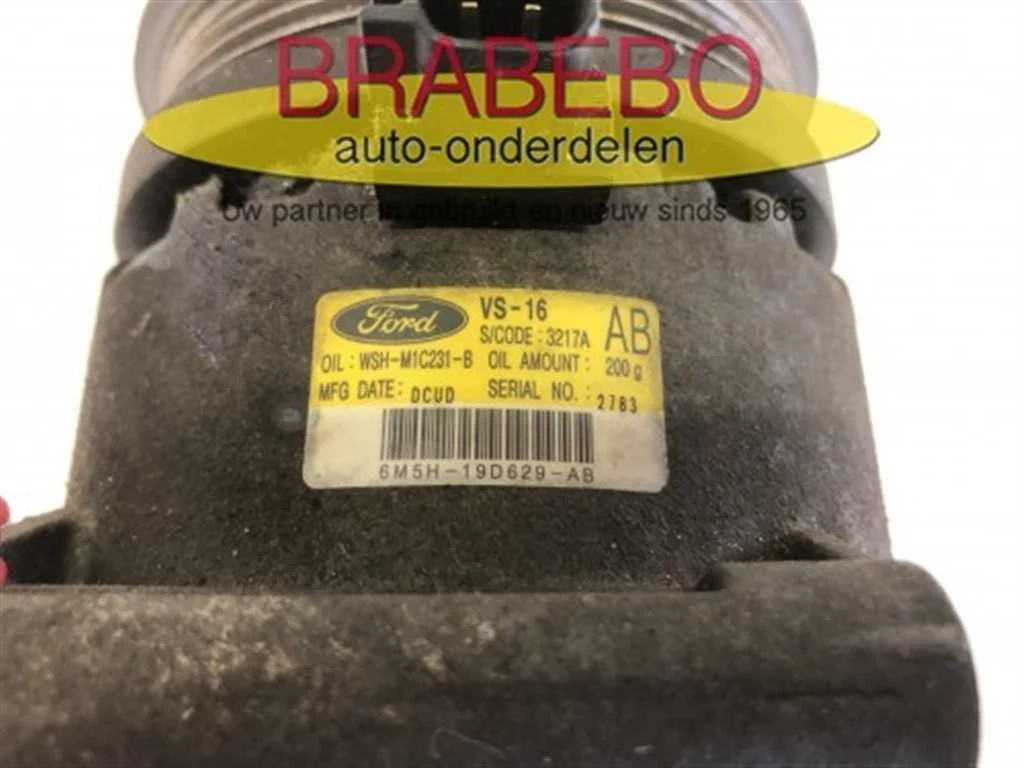 BRABEBO
auto-onderdelen
Uw partner in gebruikt en nieuw sinds 1965
Ford VS-16 AB
S/CODE : 3217A
OIL : WSH-M1C231-B OIL AMOUNT : 200 g
MFG DATE : DCUD SERIAL NO. : 2783
6M5H-19D629-AB